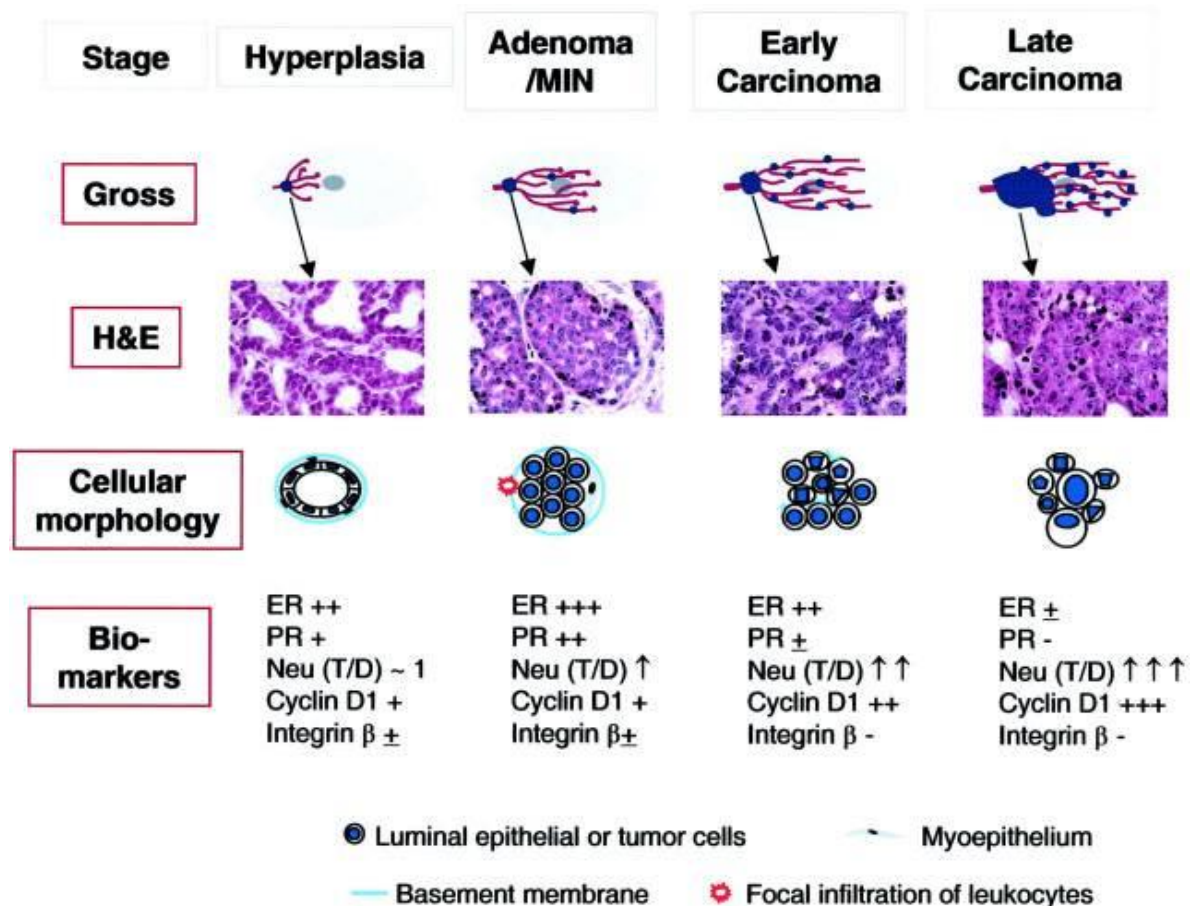 Stage
Hyperplasia
Adenoma
/MIN
Early
Carcinoma
Late
Carcinoma
Gross
H&E
Cellular
morphology
Bio-
markers
ER ++
PR +
Neu (T/D) ~ 1
Cyclin D1 +
Integrin β ±
ER +++
PR ++
Neu (T/D) ↑
Cyclin D1 +
Integrin β±
ER ++
PR ±
Neu (T/D) ↑ ↑
Cyclin D1 ++
Integrin β -
ER ±
PR -
Neu (T/D) ↑ ↑ ↑
Cyclin D1 +++
Integrin β -
Luminal epithelial or tumor cells
Myoepithelium
Basement membrane
Focal infiltration of leukocytes